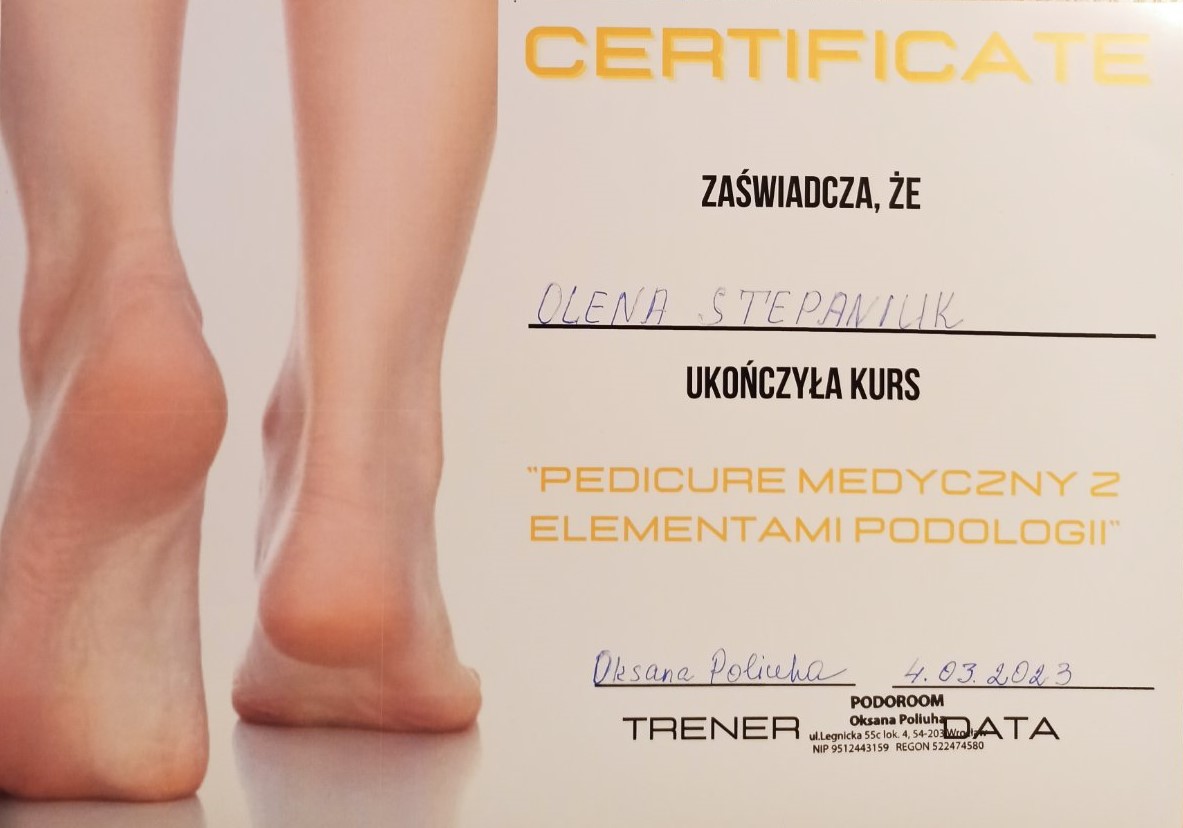 CERTIFICATE
ZAŚWIADCZA, ŻE
OLENA STEPANIUK
UKOŃCZYŁA KURS
"PEDICURE MEDYCZNY Z
ELEMENTAMI PODOLOGII"
Oksana Poliuha 4.03.2023
TRENER DATA
PODOROOM
Oksana Poliuha
ul.Legnicka 55c lok. 4, 54-203 Wrocław
NIP 9512443159 REGON 522474580